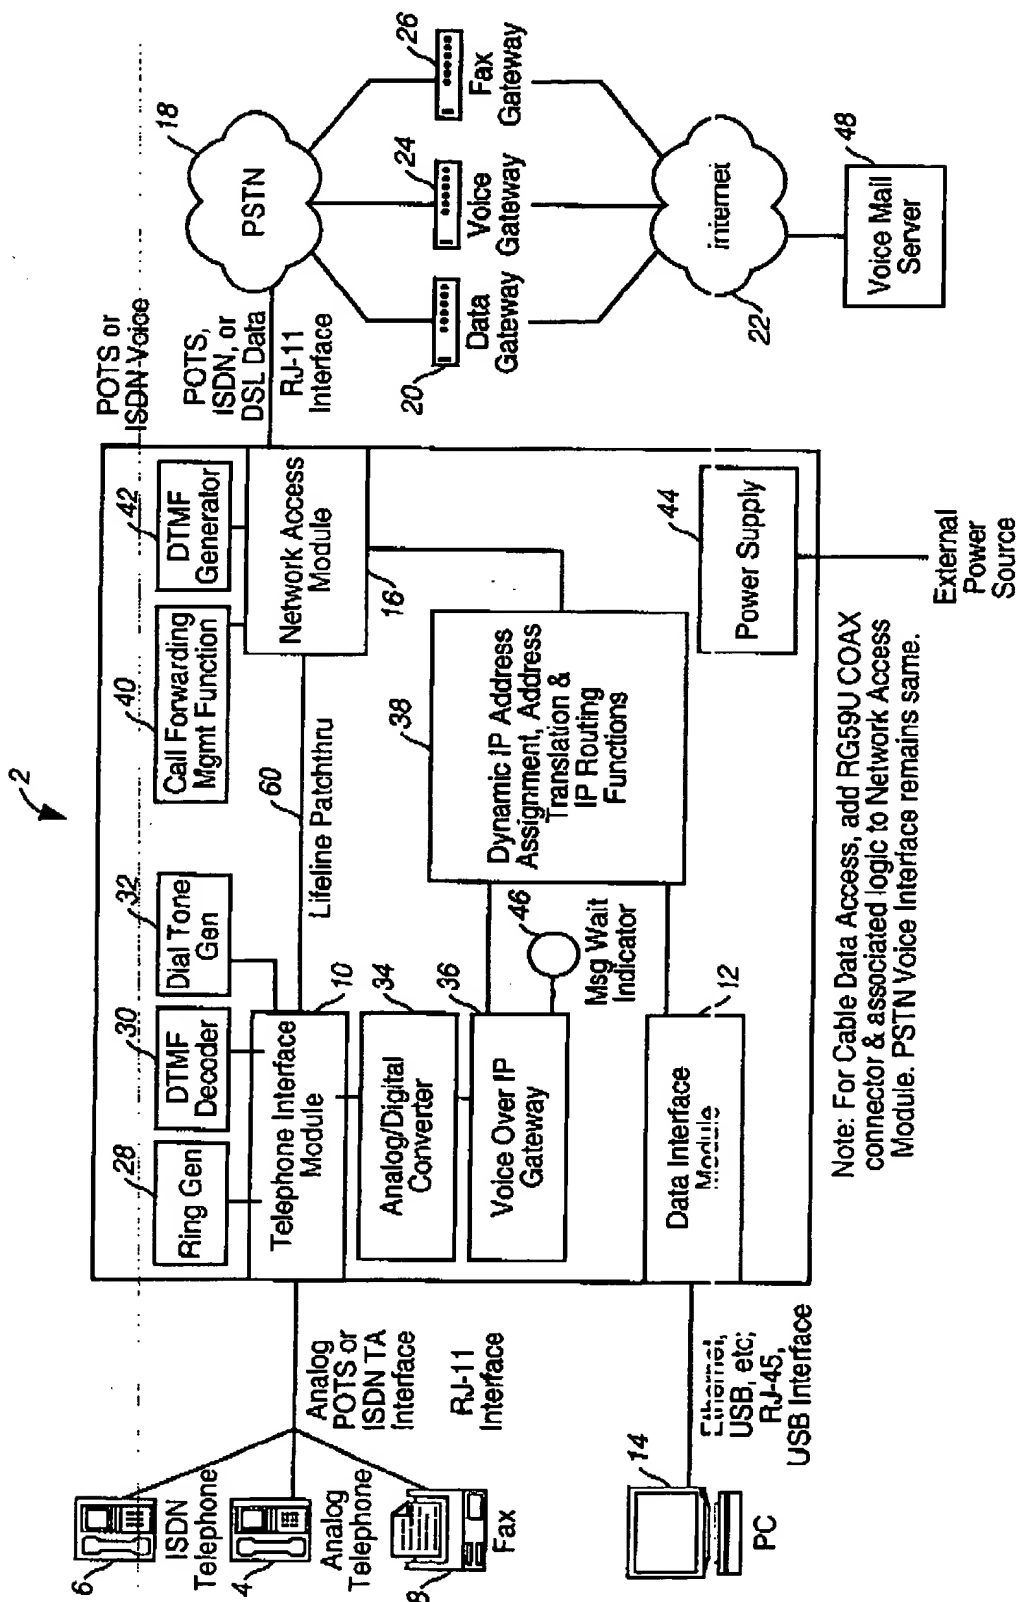 2
POTS or
ISDN Voice
28
Ring Gen
30
DTMF
Decoder
32
Dial Tone
Gen
40
Call Forwarding
Mgmt Function
42
DTMF
Generator
POTS,
ISDN, or
DSL Data
RJ-11
Interface
18
PSTN
6
ISDN
Telephone
4
Analog
Telephone
8
Fax
Analog
POTS or
ISDN TA
Interface
RJ-11
Interface
Telephone Interface
Module
10
60
Lifeline Patchthru
Network Access
Module
16
34
Analog/Digital
Converter
36
Voice Over IP
Gateway
46
Msg Wait
Indicator
38
Dynamic IP Address
Assignment, Address
Translation &
IP Routing
Functions
20
Data
Gateway
24
Voice
Gateway
26
Fax
Gateway
14
PC
Ethernet,
USB, etc;
RJ-45,
USB Interface
Data Interface
Module
12
44
Power Supply
External
Power
Source
22
internet
48
Voice Mail
Server
Note: For Cable Data Access, add RG59U COAX
connector & associated logic to Network Access
Module. PSTN Voice Interface remains same.